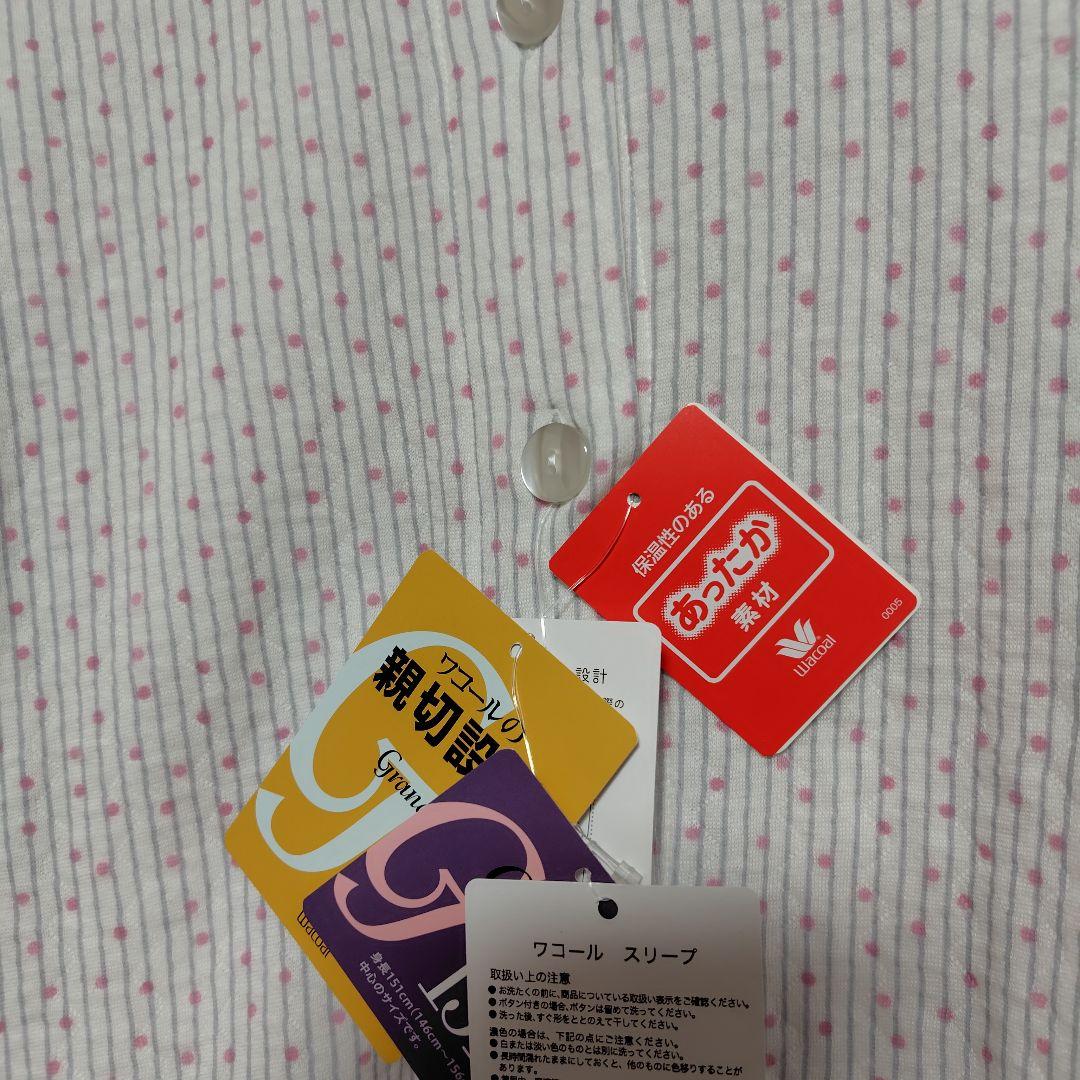 保温性のある
あったか
素材
wacoal
0005
設計
ワコールの
親切設
Gran
wacoal
身長151cm(146cm〜156
中心のサイズです。
ワコール スリープ
取扱い上の注意
●お洗たくの前に、商品についている取扱い表示をご確認ください。
●ボタン付きの場合、ボタンは留めて洗ってください。
●洗った後、すぐ形をととのえて干してください。
濃色の場合は、下記の点にご注意ください。
●白または淡い色のものとは別に洗ってください。
●長時間濡れたままにしておくと、他のものに色移りすることが
あります。